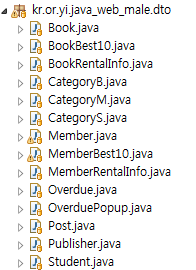 kr.or.yi.java_web_male.dto
Book.java
BookBest10.java
BookRentalInfo.java
CategoryB.java
CategoryM.java
CategoryS.java
Member.java
MemberBest10.java
MemberRentalInfo.java
Overdue.java
OverduePopup.java
Post.java
Publisher.java
Student.java